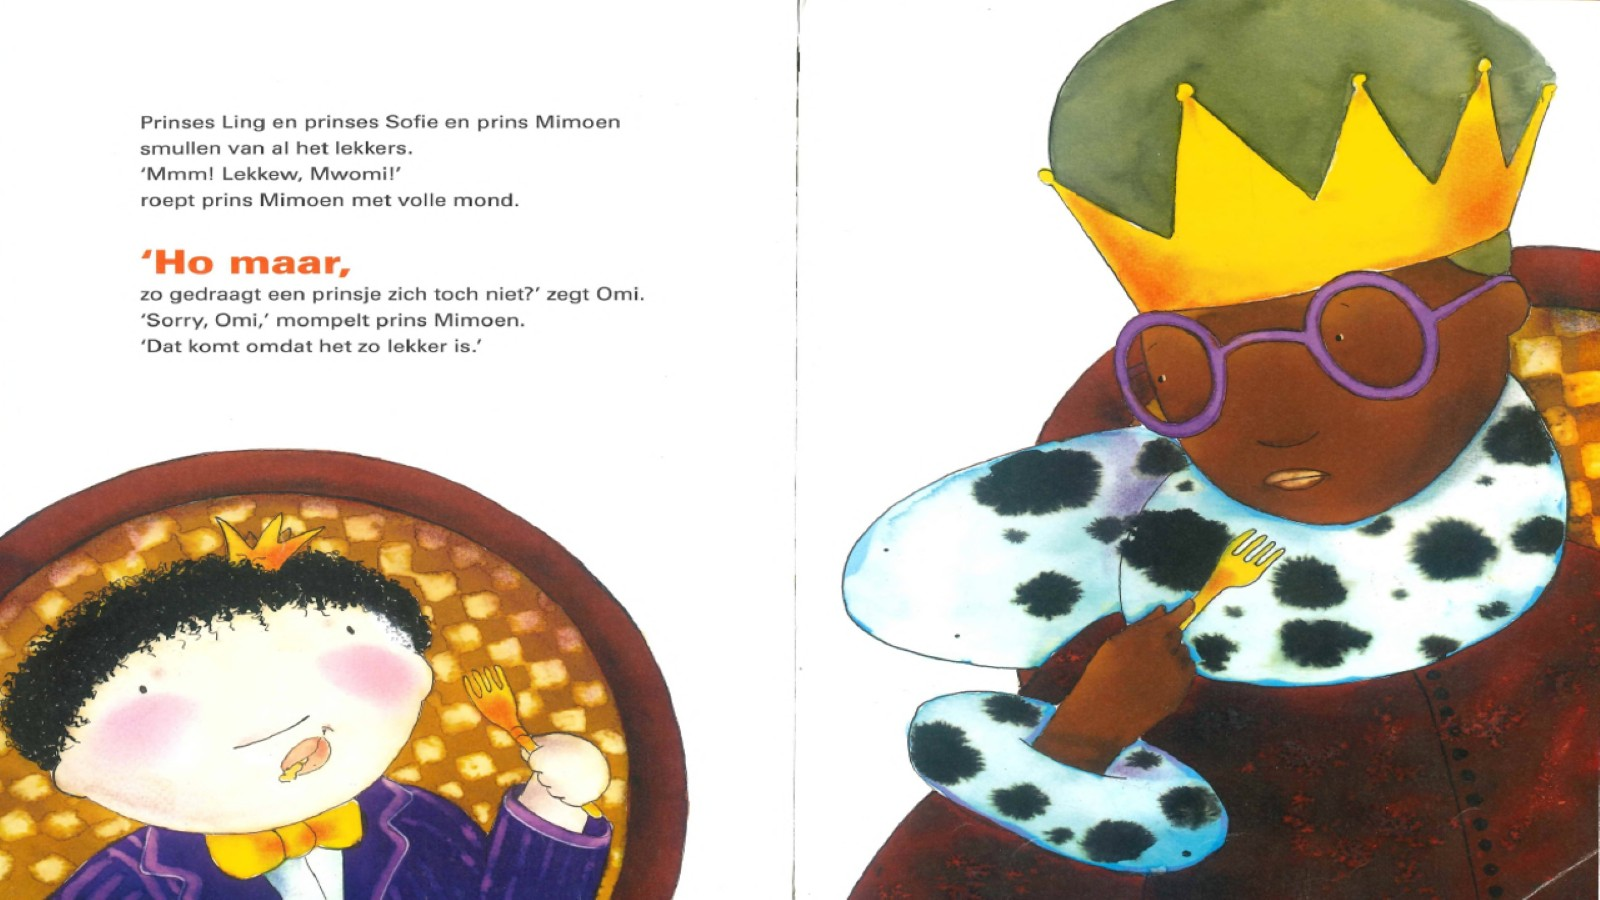 Prinses Ling en prinses Sofie en prins Mimoen
smullen van al het lekkers.
‘Mmm! Lekkew, Mwomi!’
roept prins Mimoen met volle mond.
‘Ho maar,
zo gedraagt een prinsje zich toch niet?’ zegt Omi.
‘Sorry, Omi,’ mompelt prins Mimoen.
‘Dat komt omdat het zo lekker is.’